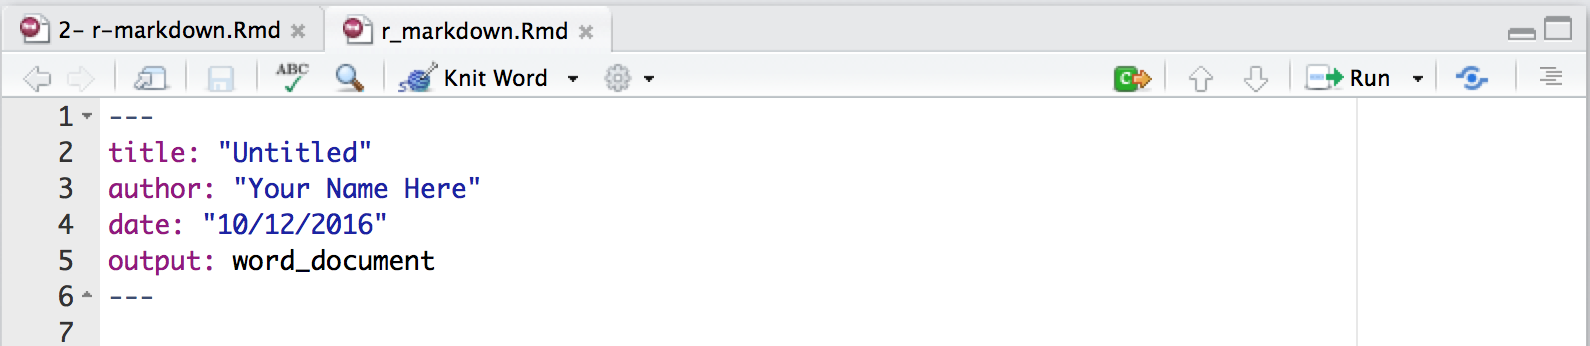 2- r-markdown.Rmd r_markdown.Rmd
ABC Knit Word C Run
1 ---
2 title: "Untitled"
3 author: "Your Name Here"
4 date: "10/12/2016"
5 output: word_document
6 ---
7